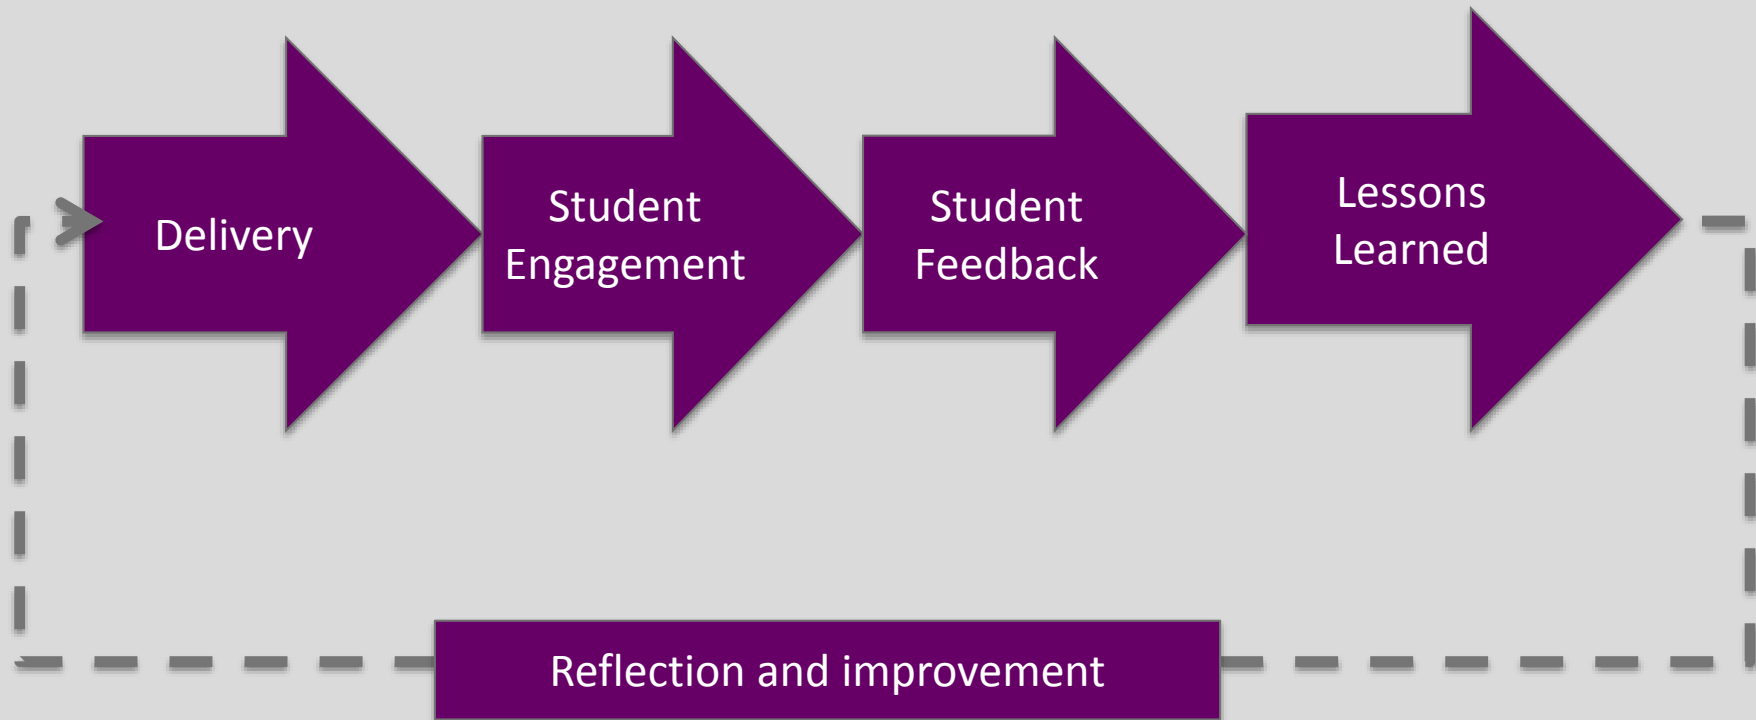 Delivery
Student
Engagement
Student
Feedback
Lessons
Learned
Reflection and improvement